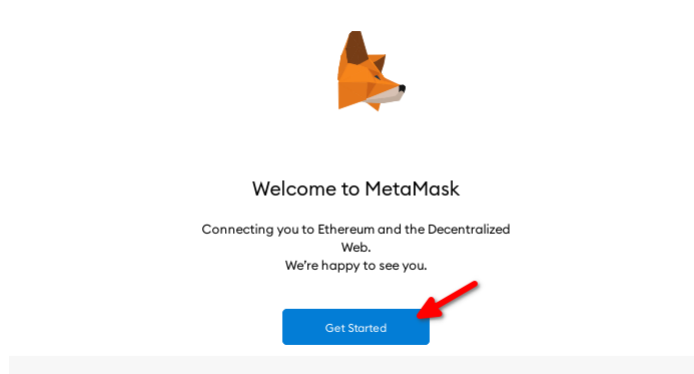 Welcome to MetaMask
Connecting you to Ethereum and the Decentralized
Web.
We're happy to see you.
Get Started